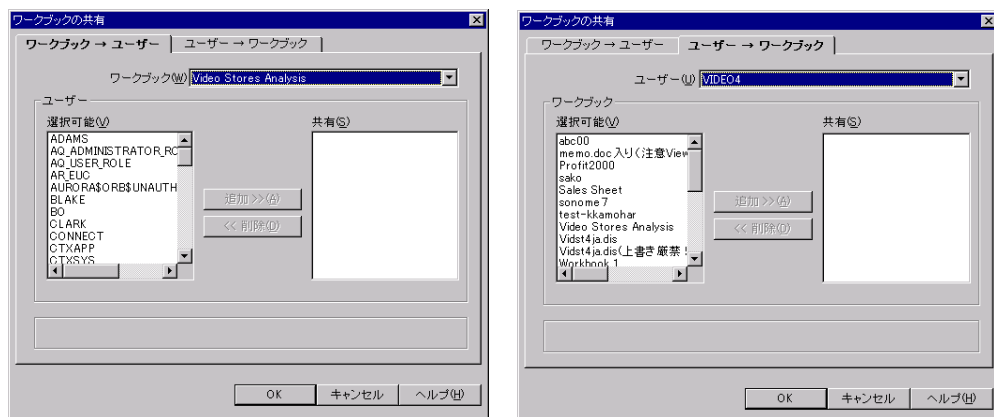 ワークブックの共有
ワークブック → ユーザー
ユーザー → ワークブック
ワークブック(W)
Video Stores Analysis
ユーザー
選択可能(V)
共有(S)
ADAMS
AQ_ADMINISTRATOR_RO
AQ_USER_ROLE
AR_EUC
AURORA$ORB$UNAUTH
BLAKE
BO
CLARK
CONNECT
CTXAPP
CTXSYS
追加 >>(A)
<< 削除(D)
OK
キャンセル
ヘルプ(H)
ワークブックの共有
ワークブック → ユーザー
ユーザー → ワークブック
ユーザー(U)
VIDEO4
ワークブック
選択可能(V)
共有(S)
abc00
memo.doc 入り(注意View
Profit2000
sako
Sales Sheet
sonome7
test-kkamohar
Video Stores Analysis
Vidst4ja.dis
Vidst4ja.dis(上書き厳禁!
Workbook 1
追加 >>(A)
<< 削除(D)
OK
キャンセル
ヘルプ(H)